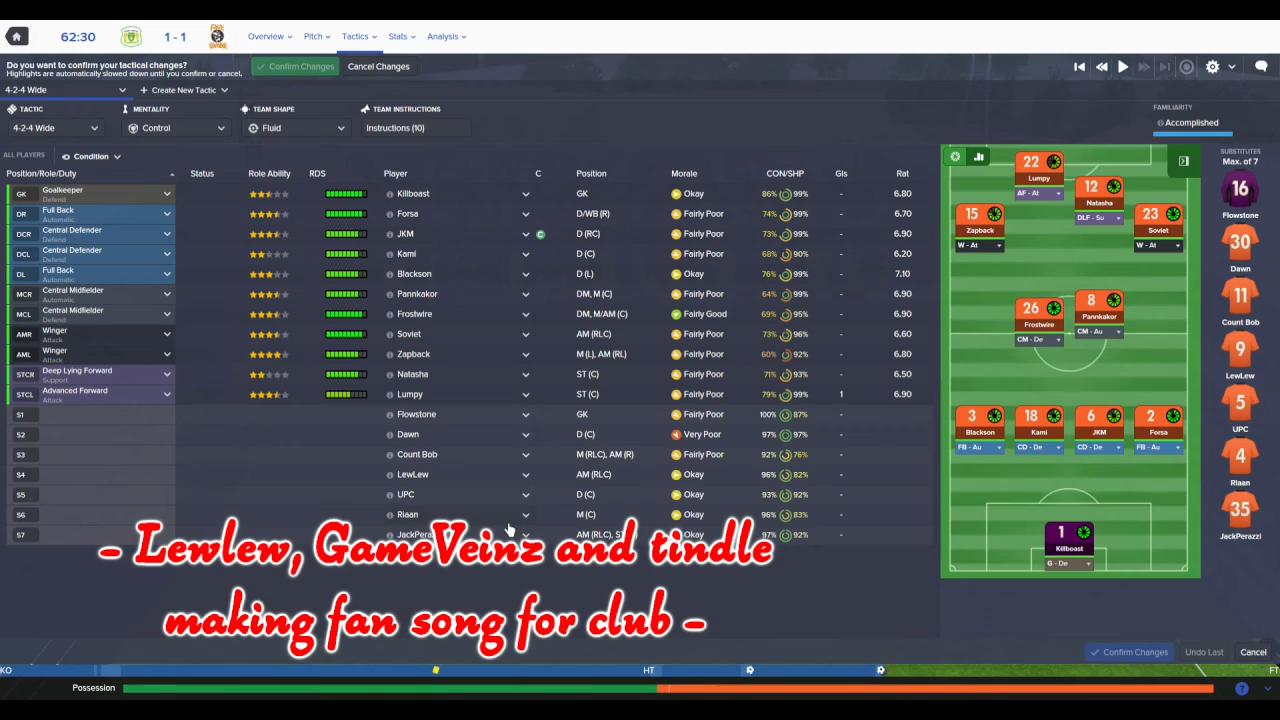 62:30
1 - 1
Overview
Pitch
Tactics
Stats
Analysis
Do you want to confirm your tactical changes?
Highlights are automatically slowed down until you confirm or cancel.
Confirm Changes
Cancel Changes
4-2-4 Wide
+ Create New Tactic
TACTIC
MENTALITY
TEAM SHAPE
TEAM INSTRUCTIONS
4-2-4 Wide
Control
Fluid
Instructions (10)
FAMILIARITY
Accomplished
ALL PLAYERS
Condition
Position/Role/Duty Status Role Ability RDS Player C Position Morale CON/SHP Gls Rat
GK Goalkeeper Defend Killboast GK Okay 86% 99% - 6.80
DR Full Back Automatic Forsa D/WB (R) Fairly Poor 74% 99% - 6.70
DCR Central Defender Defend JKM C D (RC) Fairly Poor 73% 99% - 6.90
DCL Central Defender Defend Kami D (C) Fairly Poor 68% 90% - 6.20
DL Full Back Automatic Blackson D (L) Okay 76% 99% - 7.10
MCR Central Midfielder Automatic Pannkakor DM, M (C) Fairly Poor 64% 99% - 6.90
MCL Central Midfielder Defend Frostwire DM, M/AM (C) Fairly Good 69% 95% - 6.90
AMR Winger Attack Soviet AM (RLC) Fairly Poor 73% 96% - 6.60
AML Winger Attack Zapback M (L), AM (RL) Fairly Poor 60% 92% - 6.80
STCR Deep Lying Forward Support Natasha ST (C) Fairly Poor 71% 93% - 6.50
STCL Advanced Forward Attack Lumpy ST (C) Fairly Poor 79% 99% 1 6.90
S1 Flowstone GK Fairly Poor 100% 87% -
S2 Dawn D (C) Very Poor 97% 97% -
S3 Count Bob M (RLC), AM (R) Fairly Poor 92% 76% -
S4 LewLew AM (RLC) Okay 96% 82% -
S5 UPC D (C) Okay 93% 92% -
S6 Riaan M (C) Okay 96% 83% -
S7 AM (RLC), Okay 97% 92% -
- Lewlew, GameVeinz and tindle
making fan song for club -
22
Lumpy
AF - At
12
Natasha
DLF - Su
15
Zapback
W - At
23
Soviet
W - At
26
Frostwire
CM - De
8
Pannkakor
CM - Au
3
Blackson
FB - Au
18
Kami
CD - De
6
JKM
CD - De
2
Forsa
FB - Au
1
Killboast
G - De
SUBSTITUTES
Max. of 7
16
Flowstone
30
Dawn
11
Count Bob
9
LewLew
5
UPC
4
Riaan
35
JackPerazzi
Confirm Changes
Undo Last
Cancel
KO
HT
FT
Possession